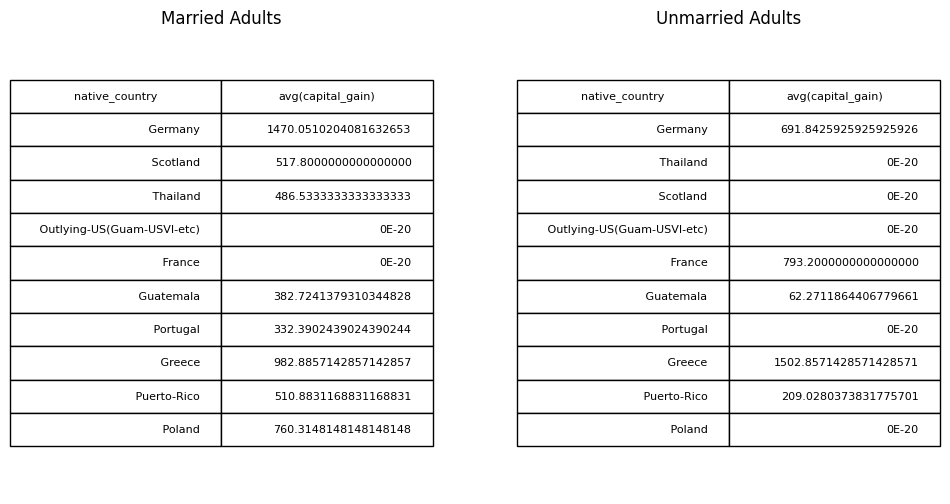 Married Adults
native_country avg(capital_gain)
Germany 1470.0510204081632653
Scotland 517.8000000000000000
Thailand 486.5333333333333333
Outlying-US(Guam-USVI-etc) 0E-20
France 0E-20
Guatemala 382.7241379310344828
Portugal 332.3902439024390244
Greece 982.8857142857142857
Puerto-Rico 510.8831168831168831
Poland 760.3148148148148148
Unmarried Adults
native_country avg(capital_gain)
Germany 691.8425925925925926
Thailand 0E-20
Scotland 0E-20
Outlying-US(Guam-USVI-etc) 0E-20
France 793.2000000000000000
Guatemala 62.2711864406779661
Portugal 0E-20
Greece 1502.8571428571428571
Puerto-Rico 209.0280373831775701
Poland 0E-20